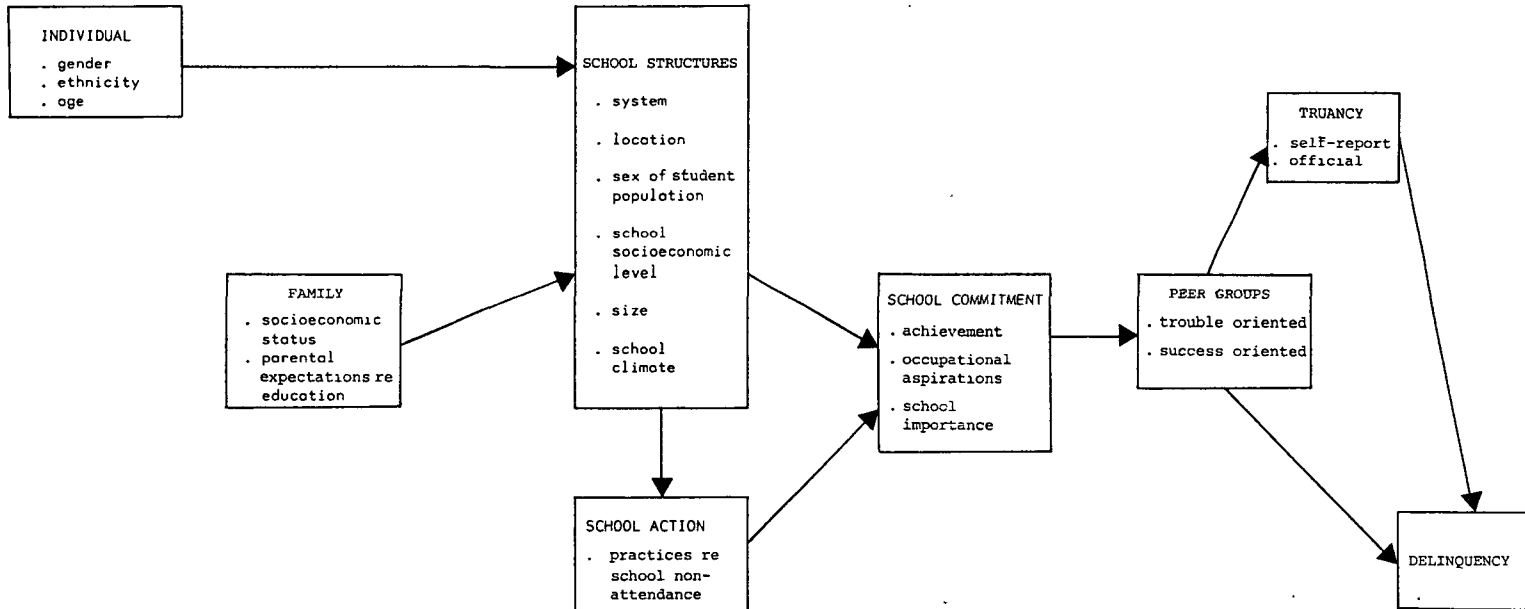 INDIVIDUAL
. gender
. ethnicity
. age
SCHOOL STRUCTURES
. system
. location
. sex of student
population
. school
socioeconomic
level
. size
. school
climate
FAMILY
. socioeconomic
status
. parental
expectations re
education
SCHOOL ACTION
. practices re
school non-
attendance
SCHOOL COMMITMENT
. achievement
. occupational
aspirations
. school
importance
PEER GROUPS
. trouble oriented
. success oriented
TRUANCY
. self-report
. official
DELINQUENCY